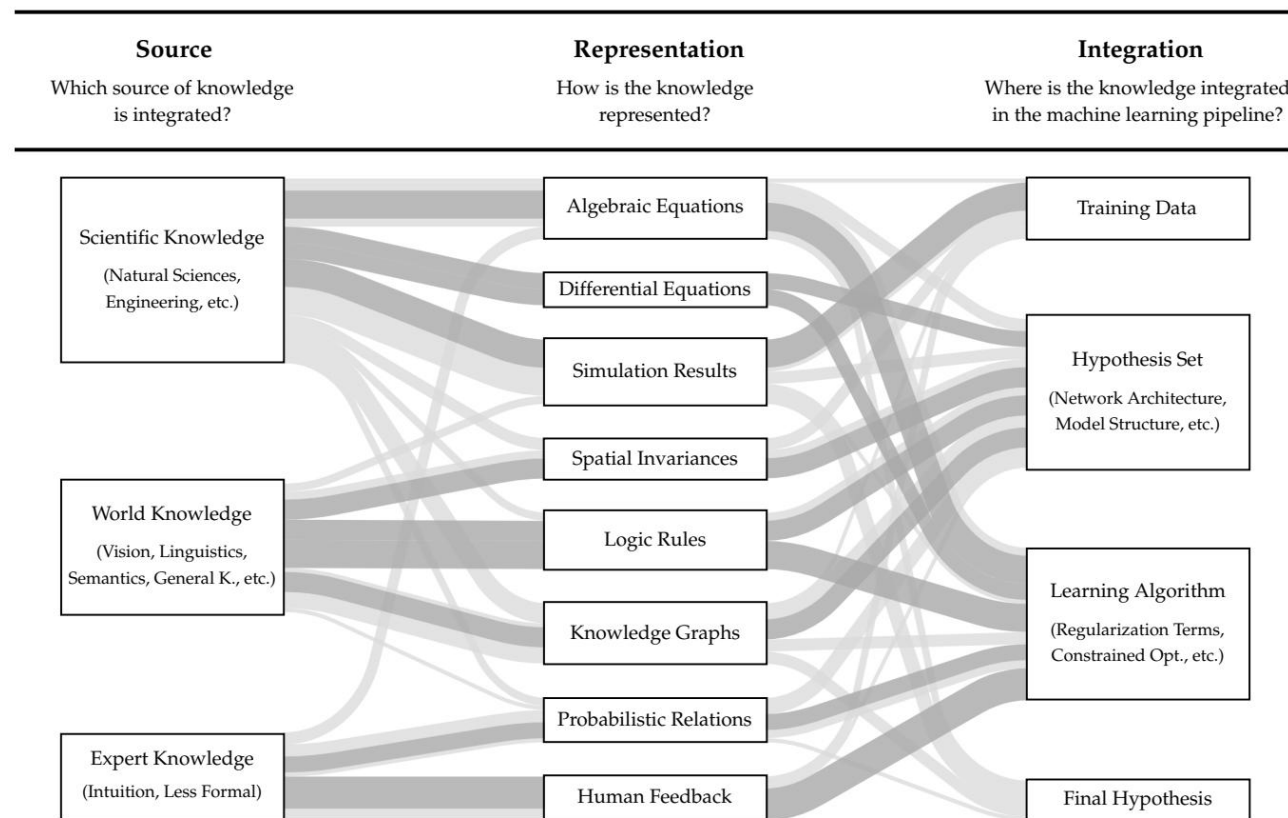 Source
Which source of knowledge
is integrated?
Representation
How is the knowledge
represented?
Integration
Where is the knowledge integrated
in the machine learning pipeline?
Scientific Knowledge
(Natural Sciences,
Engineering, etc.)
World Knowledge
(Vision, Linguistics,
Semantics, General K., etc.)
Expert Knowledge
(Intuition, Less Formal)
Algebraic Equations
Differential Equations
Simulation Results
Spatial Invariances
Logic Rules
Knowledge Graphs
Probabilistic Relations
Human Feedback
Training Data
Hypothesis Set
(Network Architecture,
Model Structure, etc.)
Learning Algorithm
(Regularization Terms,
Constrained Opt., etc.)
Final Hypothesis